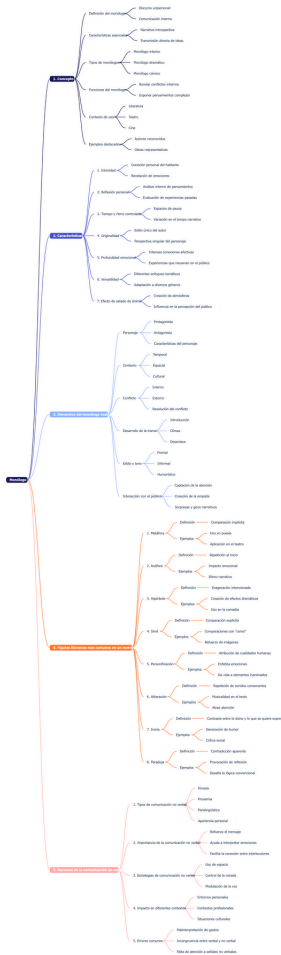 Monólogo
1. Concepto
Definición del monólogo
Discurso unipersonal
Comunicación interna
Características esenciales
Narrativa introspectiva
Transmisión directa de ideas
Tipos de monólogos
Monólogo interior
Monólogo dramático
Monólogo cómico
Funciones del monólogo
Revelar conflictos internos
Exponer pensamientos complejos
Contexto de uso
Literatura
Teatro
Cine
Ejemplos destacados
Autores reconocidos
Obras representativas
2. Características
1. Intimidad
Conexión personal del hablante
Revelación de emociones
2. Reflexión personal
Análisis interno de pensamientos
Evaluación de experiencias pasadas
3. Tiempo y ritmo controlado
Espacios de pausa
Variación en el tempo narrativo
4. Originalidad
Estilo único del autor
Perspectiva singular del personaje
5. Profundidad emocional
Intensas conexiones afectivas
Experiencias que resuenan en el público
6. Versatilidad
Diferentes enfoques temáticos
Adaptación a diversos géneros
7. Efecto de estado de ánimo
Creación de atmósferas
Influencia en la percepción del público
3. Elementos del monólogo oral
Personaje
Protagonista
Antagonista
Características del personaje
Contexto
Temporal
Espacial
Cultural
Conflicto
Interno
Externo
Resolución del conflicto
Desarrollo de la trama
Introducción
Clímax
Desenlace
Estilo y tono
Formal
Informal
Humorístico
Interacción con el público
Captación de la atención
Creación de la empatía
Sorpresas y giros narrativos
4. Figuras literarias más comunes en un mon
1. Metáfora
Definición
Comparación implícita
Ejemplos
Uso en poesía
Aplicación en el teatro
2. Anáfora
Definición
Repetición al inicio
Ejemplos
Impacto emocional
Ritmo narrativo
3. Hipérbole
Definición
Exageración intencionada
Ejemplos
Creación de efectos dramáticos
Uso en la comedia
4. Símil
Definición
Comparación explícita
Ejemplos
Comparaciones con "como"
Refuerzo de imágenes
5. Personificación
Definición
Atribución de cualidades humanas
Ejemplos
Enfatiza emociones
Da vida a elementos inanimados
6. Aliteración
Definición
Repetición de sonidos consonantes
Ejemplos
Musicalidad en el texto
Atrae atención
7. Ironía
Definición
Contraste entre lo dicho y lo que se quiere expre
Ejemplos
Generación de humor
Crítica social
8. Paradoja
Definición
Contradicción aparente
Ejemplos
Provocación de reflexión
Desafía la lógica convencional
5. Elementos de la comunicación no ve
1. Tipos de comunicación no verbal
Kinesia
Proxemia
Paralingüística
Apariencia personal
2. Importancia de la comunicación no verbal
Refuerza el mensaje
Ayuda a interpretar emociones
Facilita la conexión entre interlocutores
3. Estrategias de comunicación no verbal
Uso de espacio
Control de la mirada
Modulación de la voz
4. Impacto en diferentes contextos
Entornos personales
Contextos profesionales
Situaciones culturales
5. Errores comunes
Malinterpretación de gestos
Incongruencia entre verbal y no verbal
Falta de atención a señales no verbales